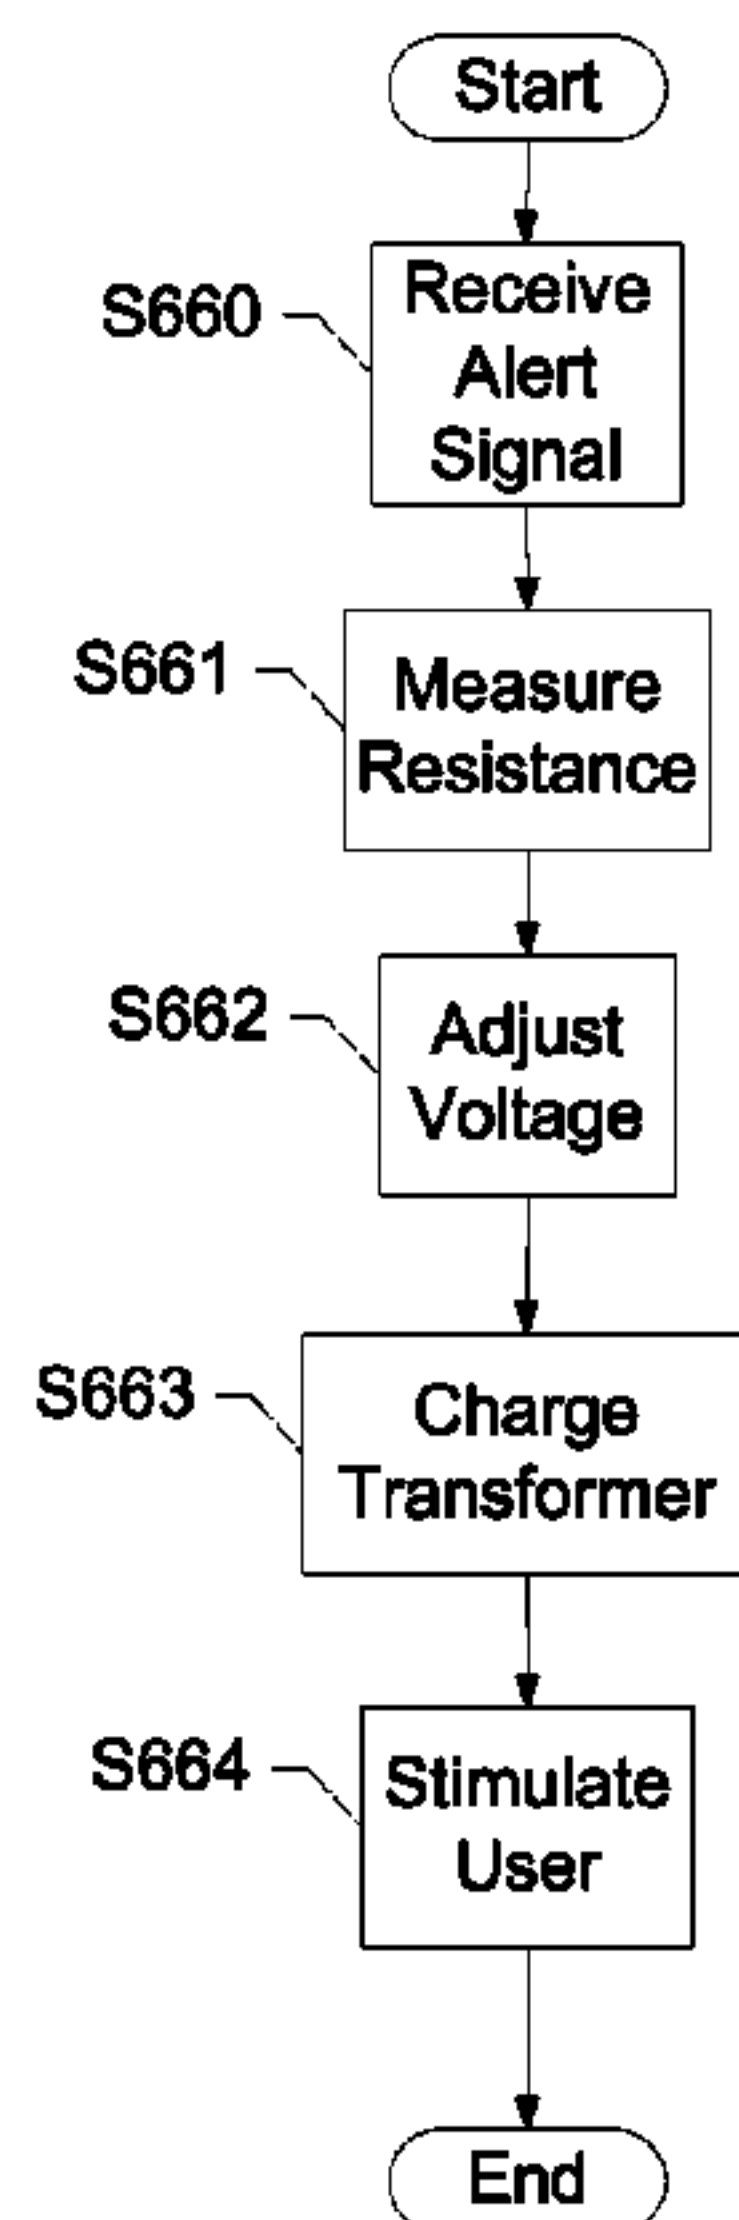 Start
S660
Receive
Alert
Signal
S661
Measure
Resistance
S662
Adjust
Voltage
S663
Charge
Transformer
S664
Stimulate
User
End